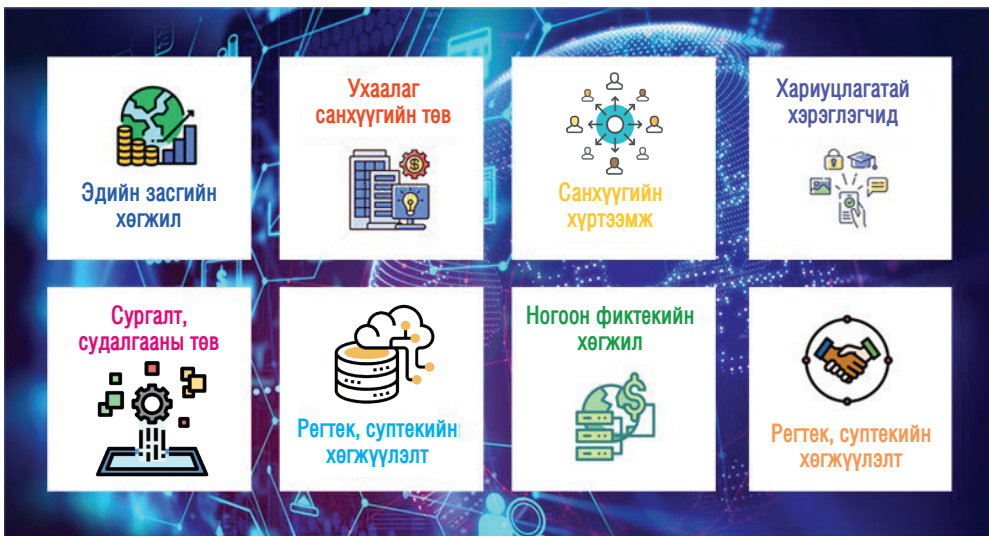 Эдийн засгийн
хөгжил
Ухаалаг
санхүүгийн төв
Санхүүгийн
хүртээмж
Хариуцлагатай
хэрэглэгчид
Сургалт,
судалгааны төв
Регтек, суптекийн
хөгжүүлэлт
Ногоон фиктекийн
хөгжил
Регтек, суптекийн
хөгжүүлэлт